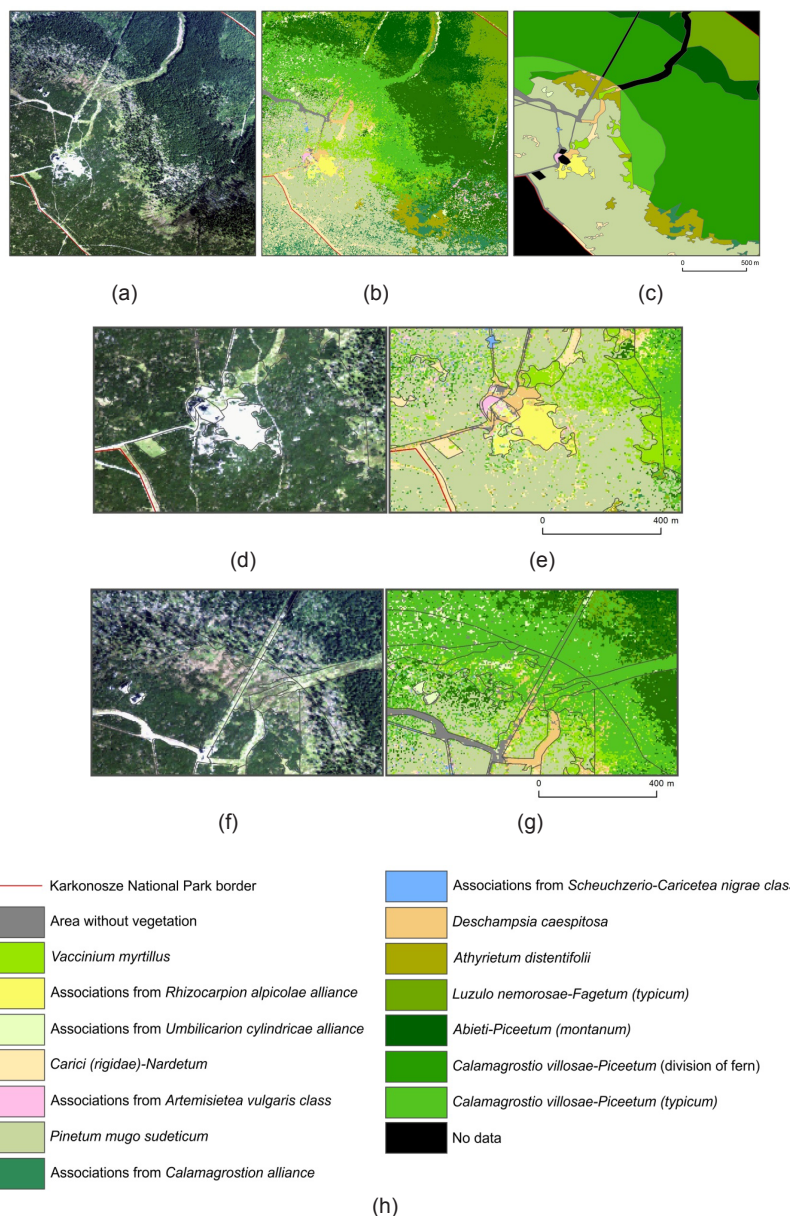 0 500 m
(a) (b) (c)
0 400 m
(d) (e)
0 400 m
(f) (g)
Karkonosze National Park border
Area without vegetation
Vaccinium myrtillus
Associations from Rhizocarpion alpicolae alliance
Associations from Umbilicarion cylindricae alliance
Carici (rigidae)-Nardetum
Associations from Artemisietea vulgaris class
Pinetum mugo sudeticum
Associations from Calamagrostion alliance
Associations from Scheuchzerio-Caricetea nigrae clas
Deschampsia caespitosa
Athyrietum distentifolii
Luzulo nemorosae-Fagetum (typicum)
Abieti-Piceetum (montanum)
Calamagrostio villosae-Piceetum (division of fern)
Calamagrostio villosae-Piceetum (typicum)
No data
(h)